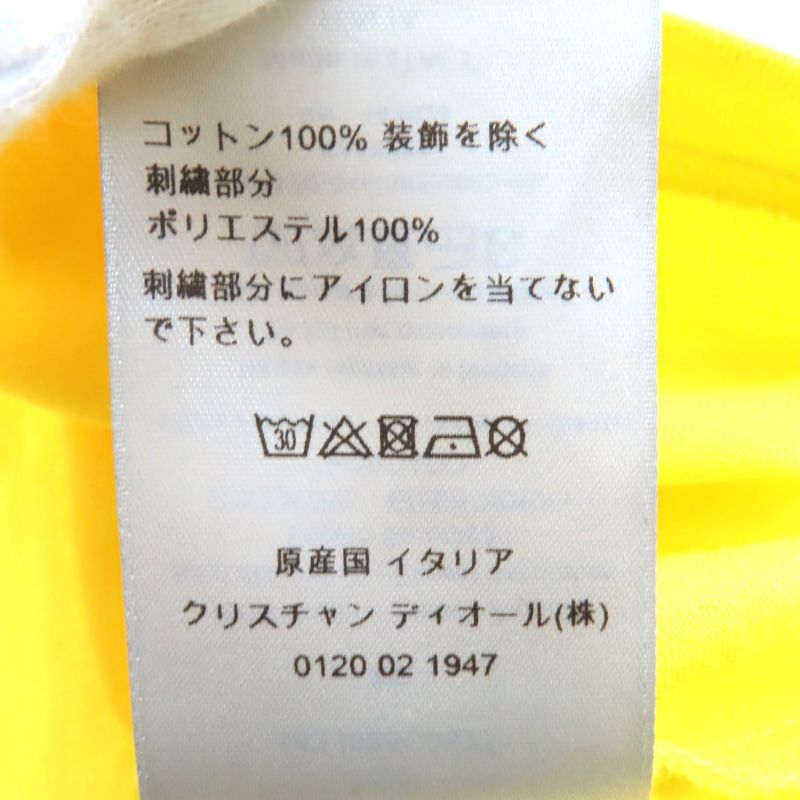 コットン100% 装飾を除く
刺繍部分
ポリエステル100%
刺繍部分にアイロンを当てない
で下さい。
30
原産国 イタリア
クリスチャン ディオール(株)
0120 02 1947